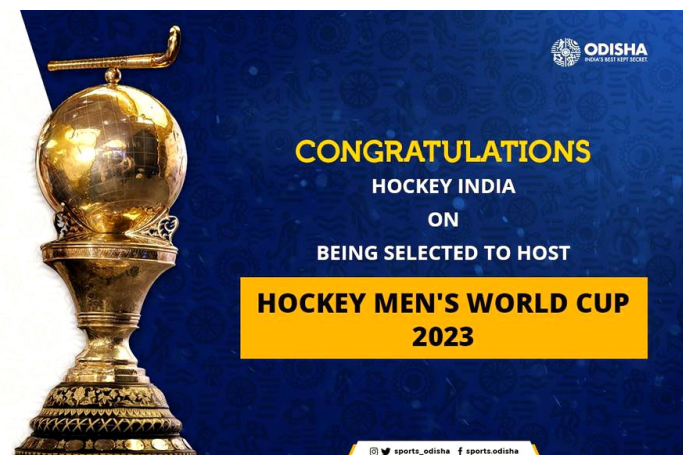 ODISHA
INDIA'S BEST KEPT SECRET
CONGRATULATIONS
HOCKEY INDIA
ON
BEING SELECTED TO HOST
HOCKEY MEN'S WORLD CUP
2023
sports_odisha f sports.odisha